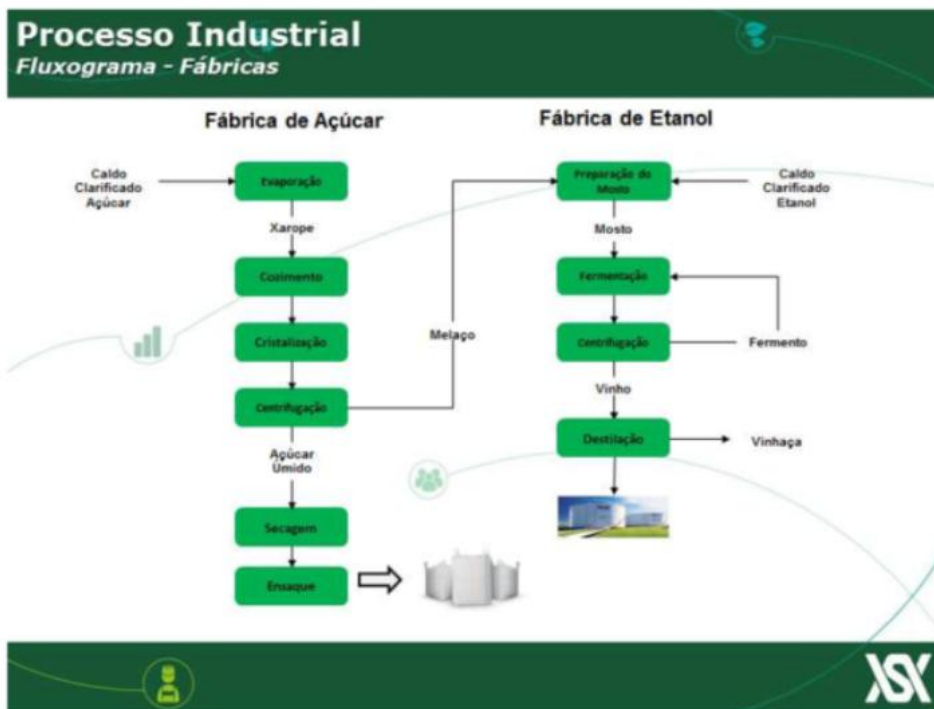 Processo Industrial
Fluxograma - Fábricas
Fábrica de Açúcar
Caldo
Clarificado
Açúcar
Evaporação
Xarope
Cozimento
Cristalização
Centrifugação
Açúcar
Úmido
Secagem
Ensaque
Melaço
Fábrica de Etanol
Preparação do
Mosto
Caldo
Clarificado
Etanol
Mosto
Fermentação
Centrifugação
Fermento
Vinho
Destilação
Vinhaça